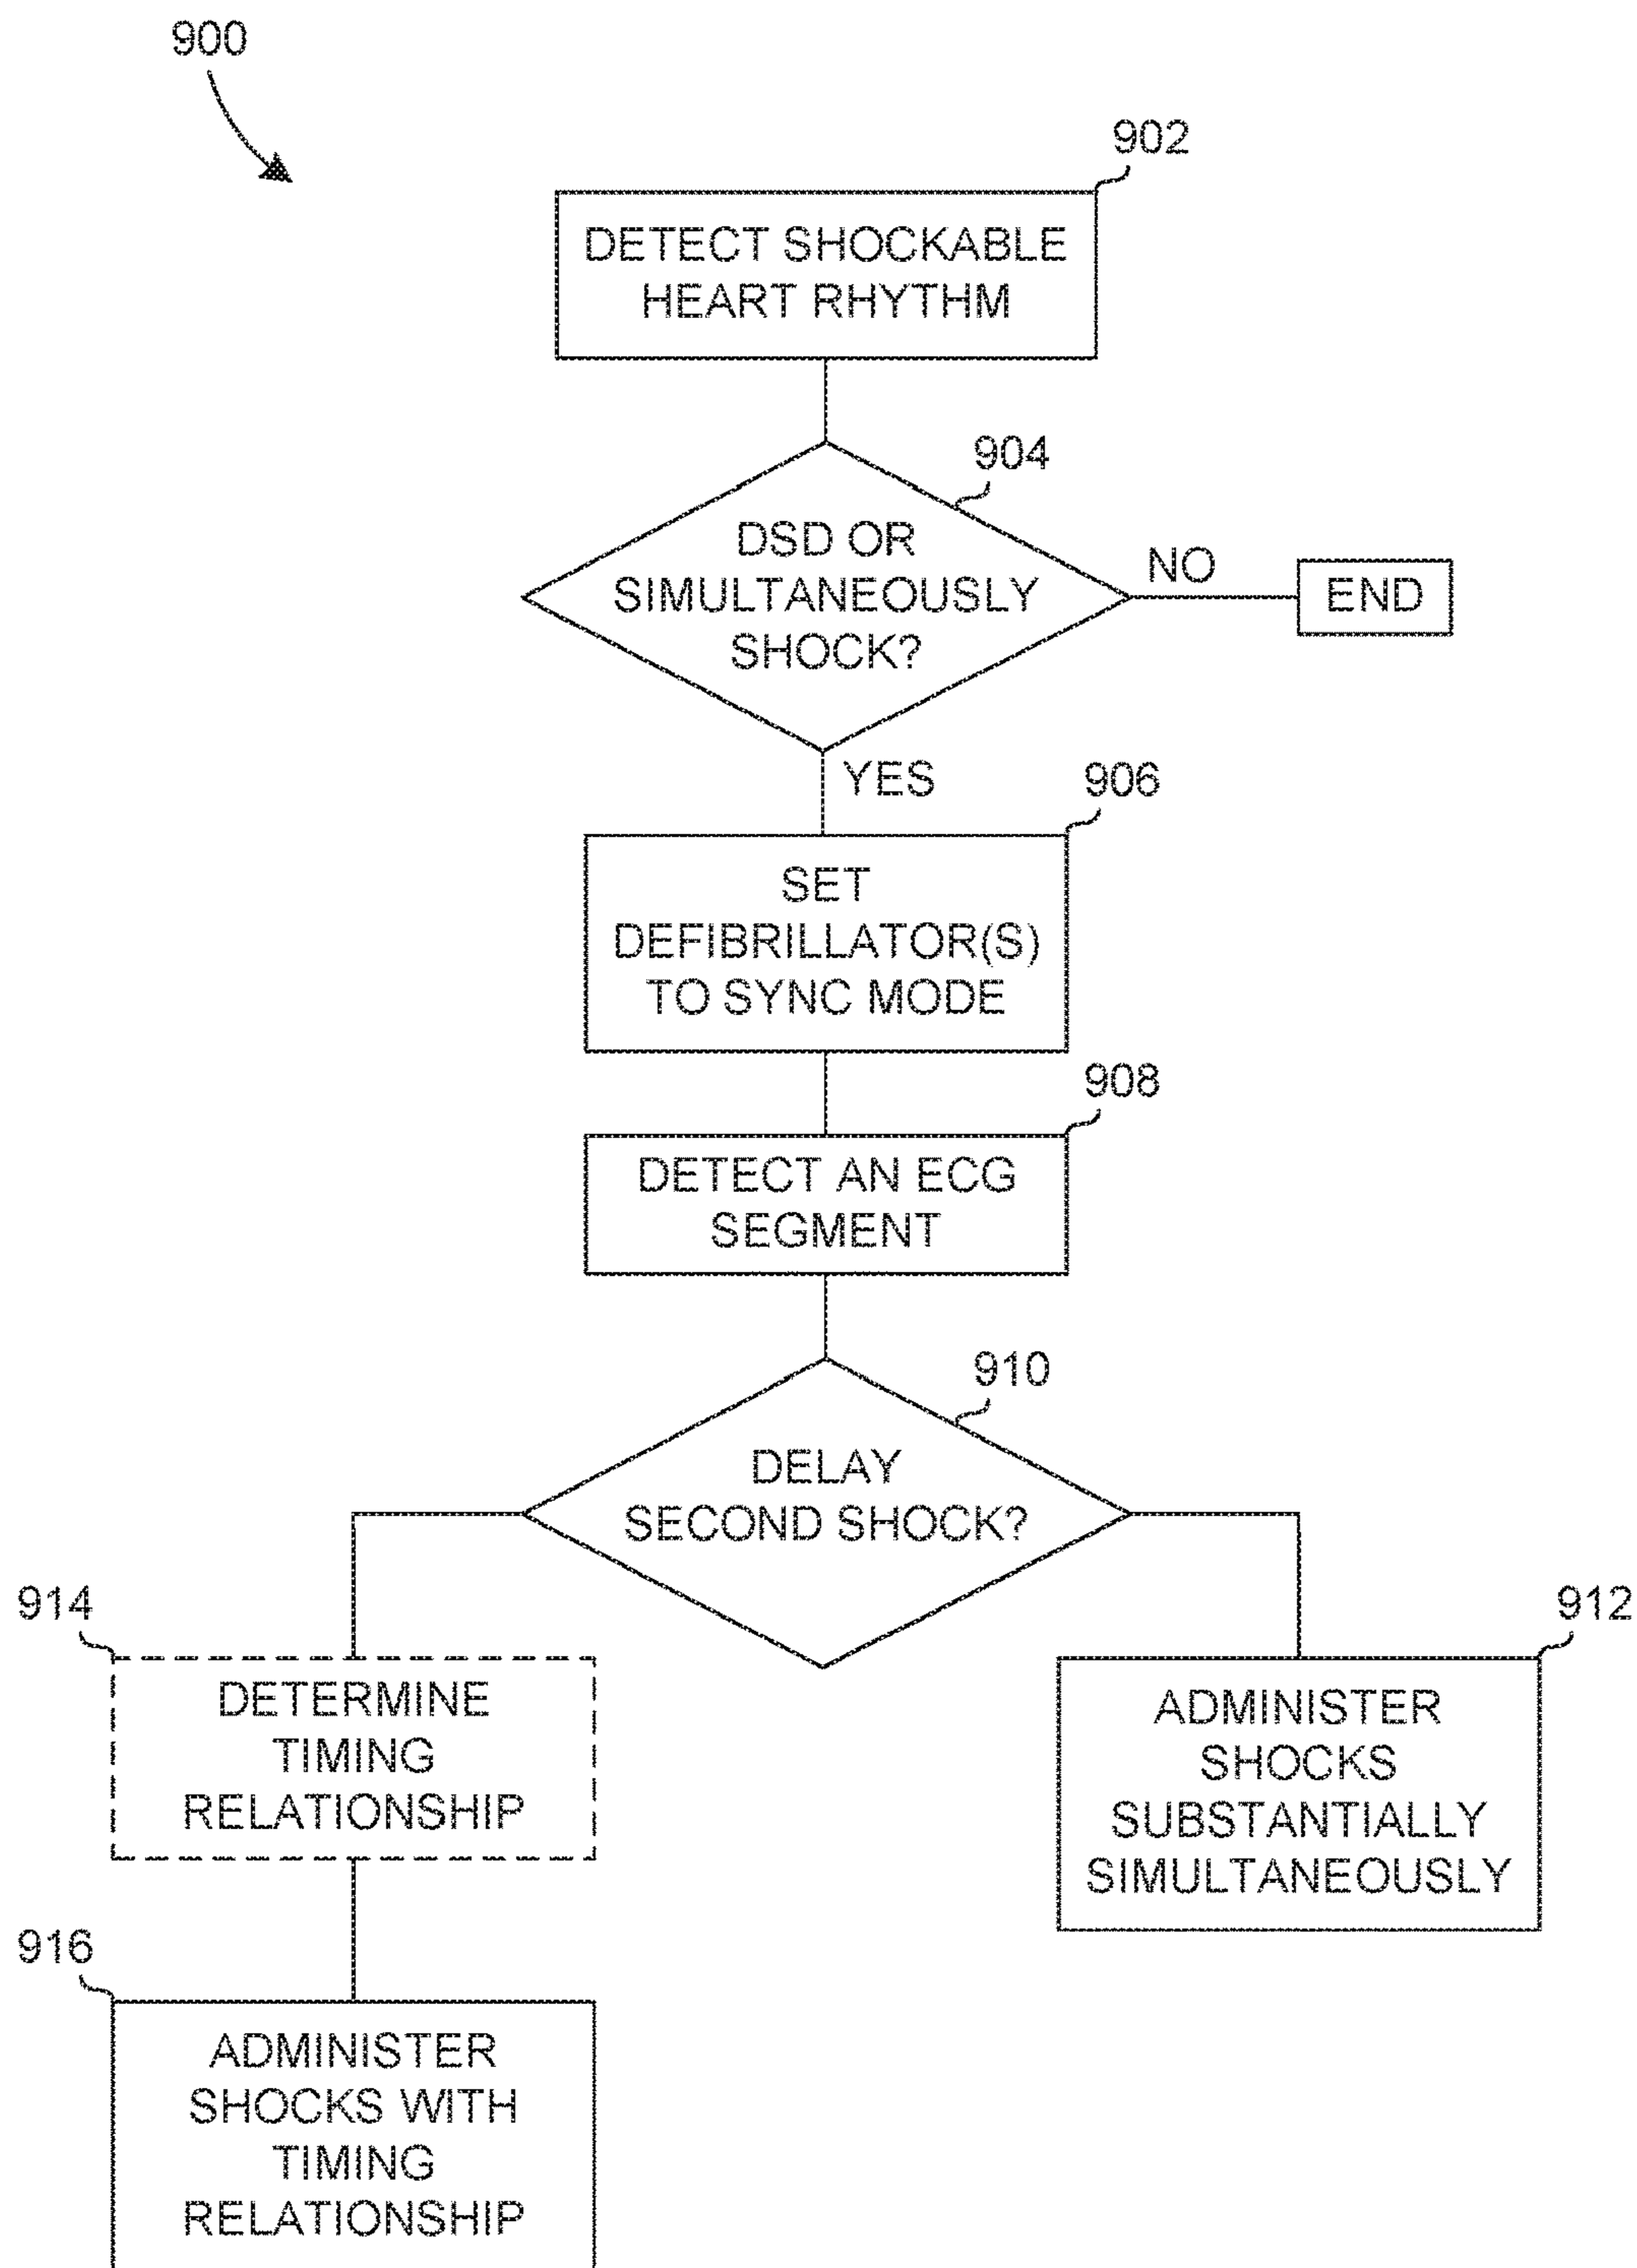 900
902
DETECT SHOCKABLE
HEART RHYTHM
904
DSD OR
SIMULTANEOUSLY
SHOCK?
NO
END
YES
906
SET
DEFIBRILLATOR(S)
TO SYNC MODE
908
DETECT AN ECG
SEGMENT
910
DELAY
SECOND SHOCK?
914
DETERMINE
TIMING
RELATIONSHIP
912
ADMINISTER
SHOCKS
SUBSTANTIALLY
SIMULTANEOUSLY
916
ADMINISTER
SHOCKS WITH
TIMING
RELATIONSHIP